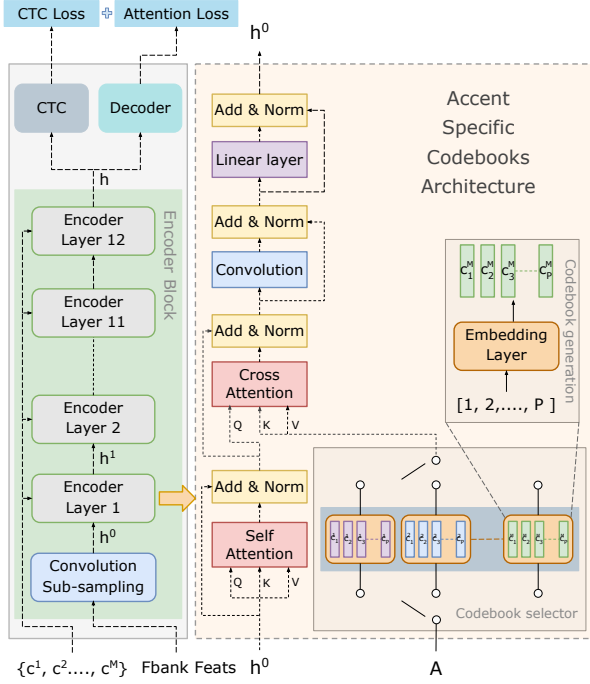 CTC Loss + Attention Loss
CTC
Decoder
h
Encoder Block
Encoder
Layer 12
Encoder
Layer 11
Encoder
Layer 2
h¹
Encoder
Layer 1
h⁰
Convolution
Sub-sampling
{c¹, c²...., cᴹ} Fbank Feats
h⁰
Add & Norm
Linear layer
Add & Norm
Convolution
Add & Norm
Cross
Attention
Q K V
Add & Norm
Self
Attention
Q K V
h⁰
Accent
Specific
Codebooks
Architecture
Codebook generation
C₁ᴹ C₂ᴹ C₃ᴹ Cₚᴹ
Embedding
Layer
[1, 2,...., P ]
Codebook selector
A